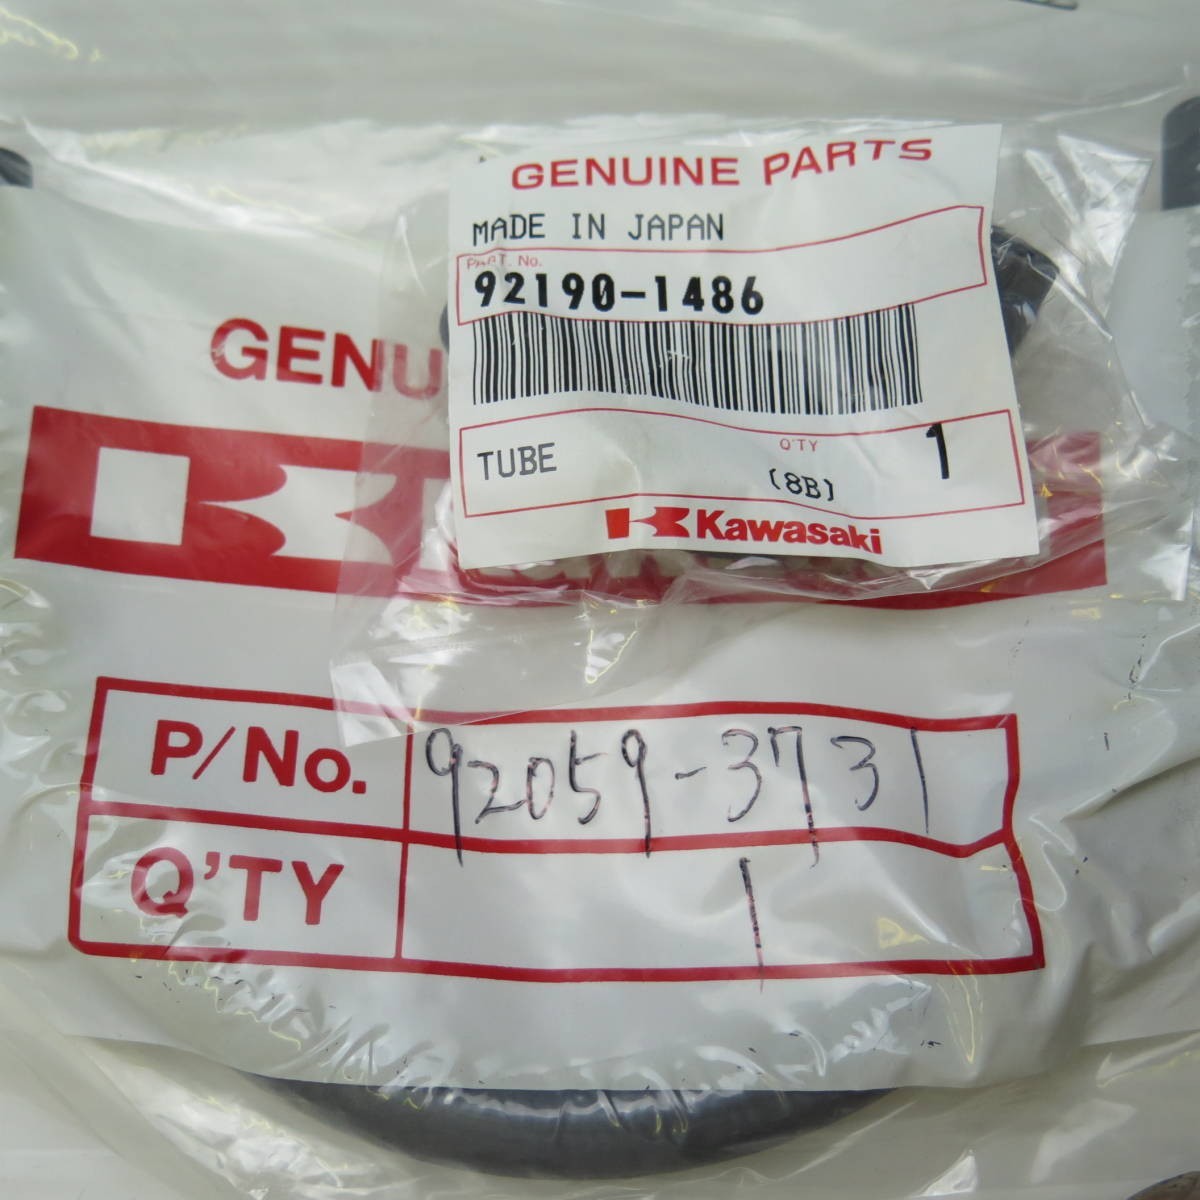 GENUINE PARTS
MADE IN JAPAN
PART. No.
92190-1486
TUBE
Q'TY
1
(8B)
Kawasaki
GENU
P/No. 92059-3731
Q'TY 1